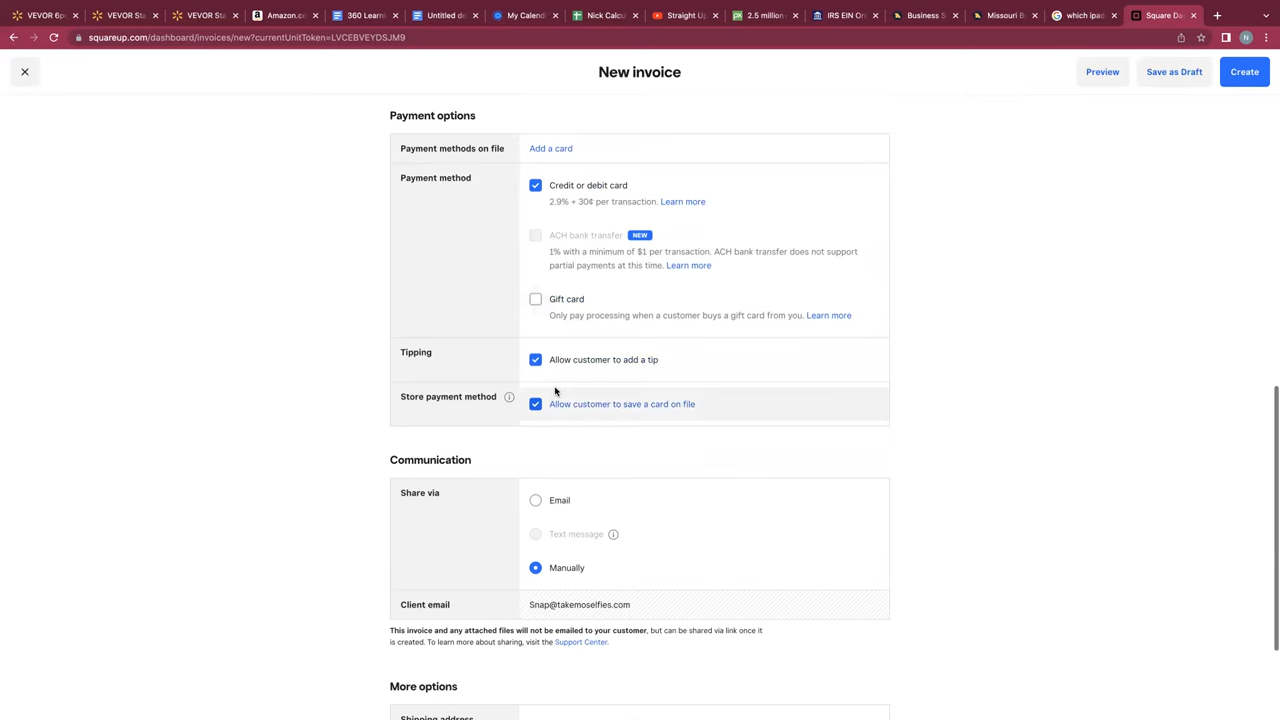 VEVOR 6p
VEVOR Sta
VEVOR Sta
Amazon.co
360 Learni
Untitled do
My Calend
Nick Calcu
Straight Up
2.5 million
IRS EIN On
Business S
Missouri B
which ipad
Square Da
squareup.com/dashboard/invoices/new?currentUnitToken=LVCEBVEYDSJM9
N
New invoice
Preview
Save as Draft
Create
Payment options
Payment methods on file
Add a card
Payment method
Credit or debit card
2.9% + 30¢ per transaction. Learn more
ACH bank transfer NEW
1% with a minimum of $1 per transaction. ACH bank transfer does not support
partial payments at this time. Learn more
Gift card
Only pay processing when a customer buys a gift card from you. Learn more
Tipping
Allow customer to add a tip
Store payment method
Allow customer to save a card on file
Communication
Share via
Email
Text message
Manually
Client email
Snap@takemoselfies.com
This invoice and any attached files will not be emailed to your customer, but can be shared via link once it
is created. To learn more about sharing, visit the Support Center.
More options
Shipping address